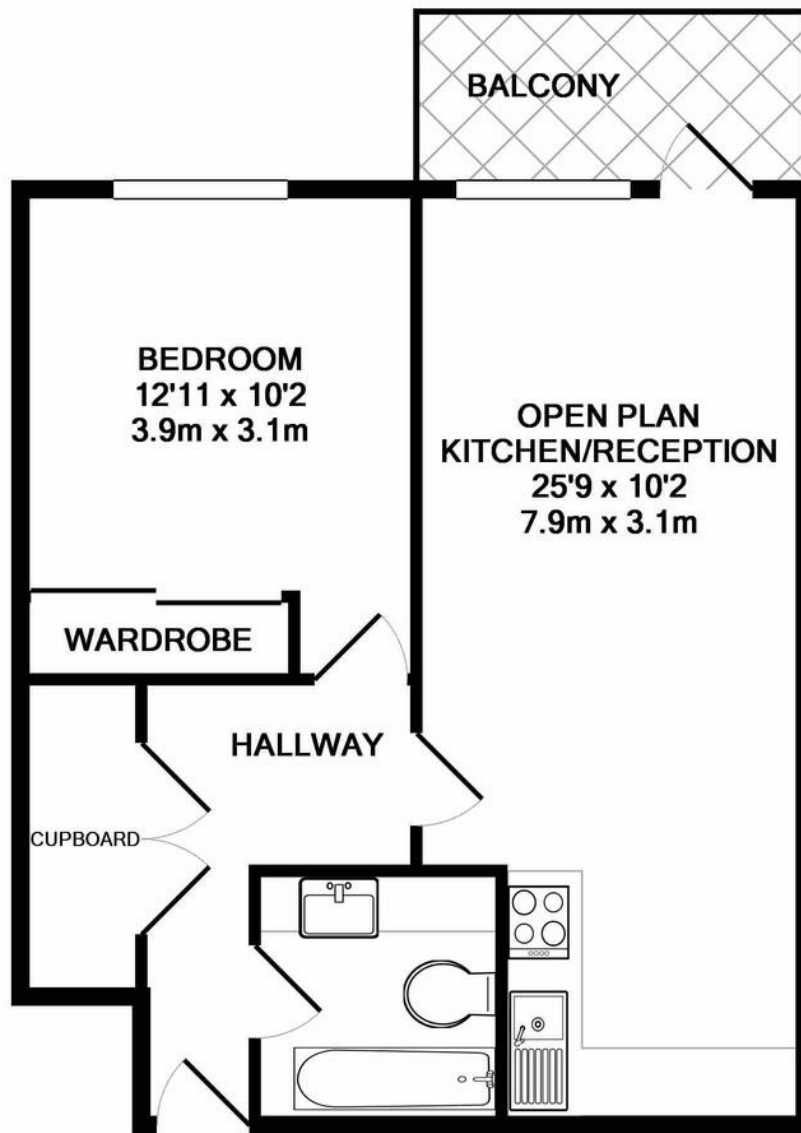 BALCONY
BEDROOM
12'11 x 10'2
3.9m x 3.1m
OPEN PLAN
KITCHEN/RECEPTION
25'9 x 10'2
7.9m x 3.1m
WARDROBE
HALLWAY
CUPBOARD